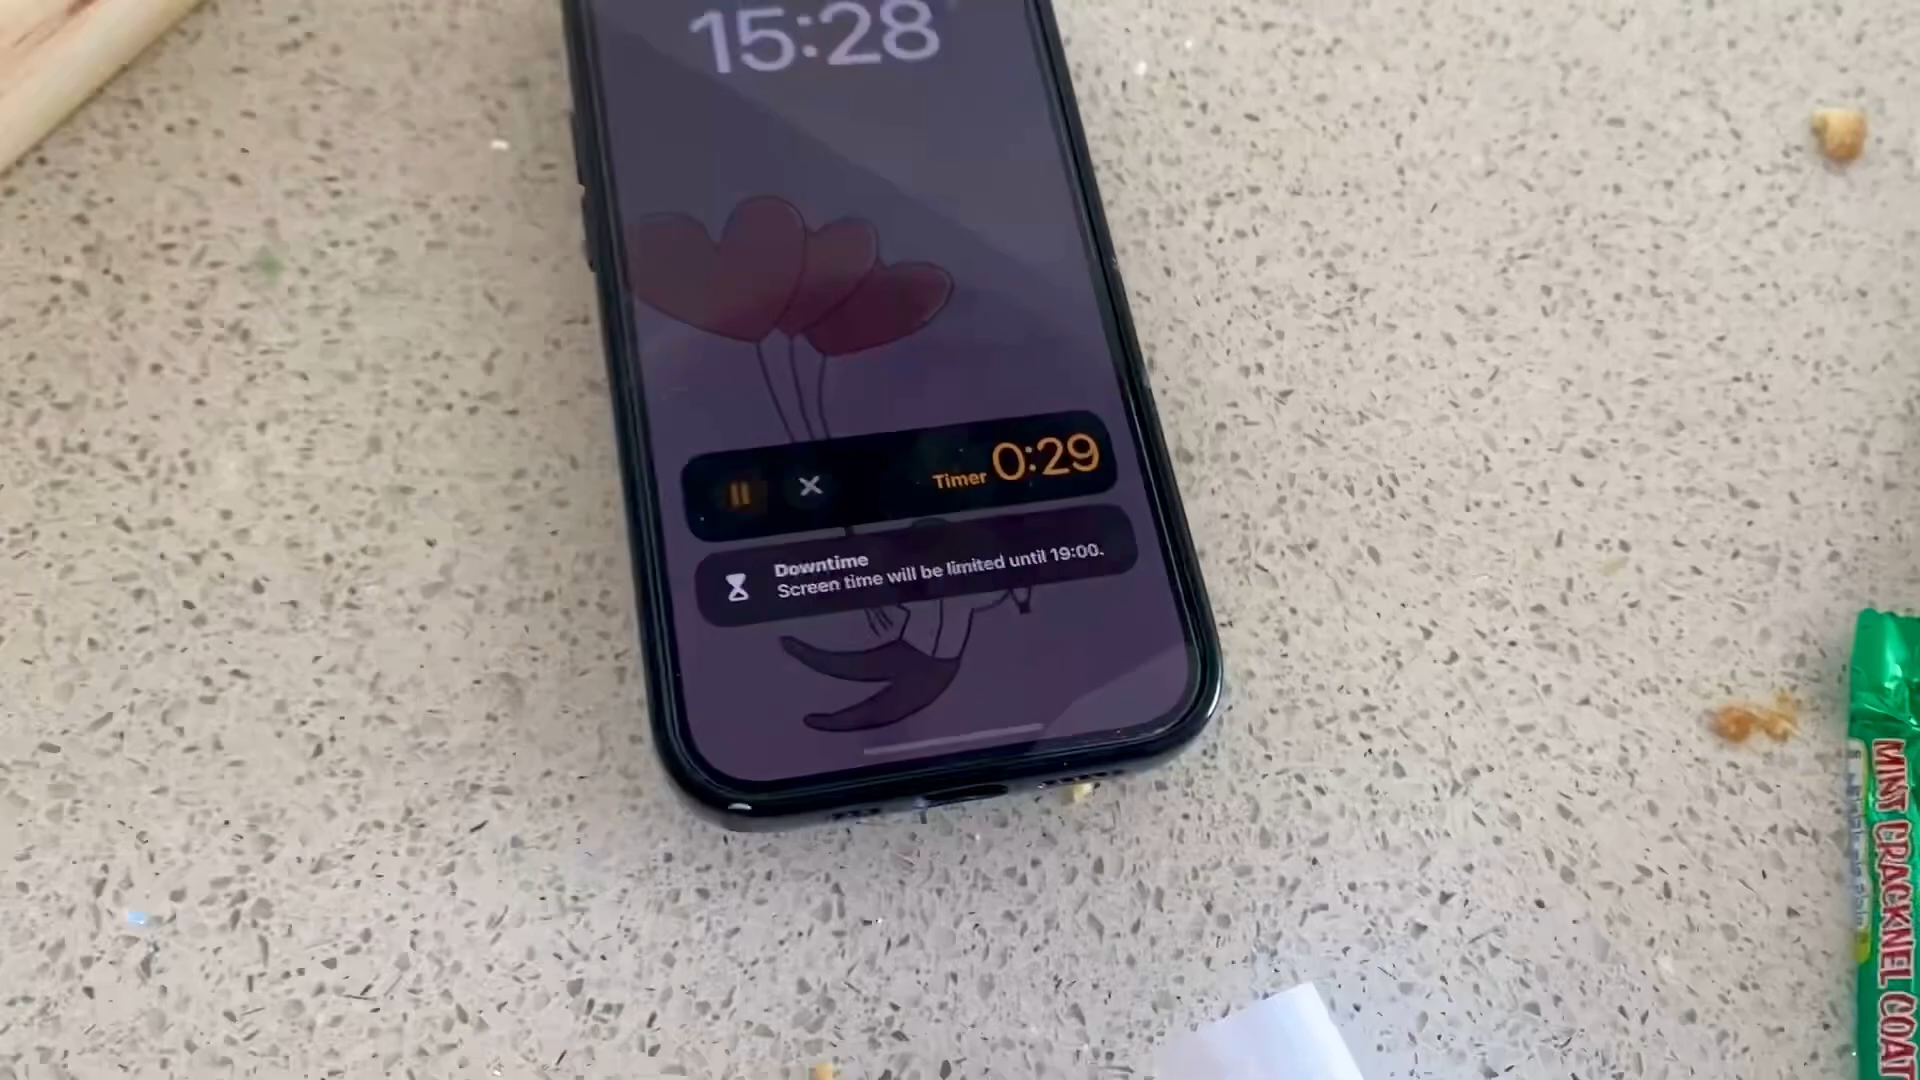 15:28
Timer 0:29
Downtime
Screen time will be limited until 19:00.
MINT CRACKNEL COAT